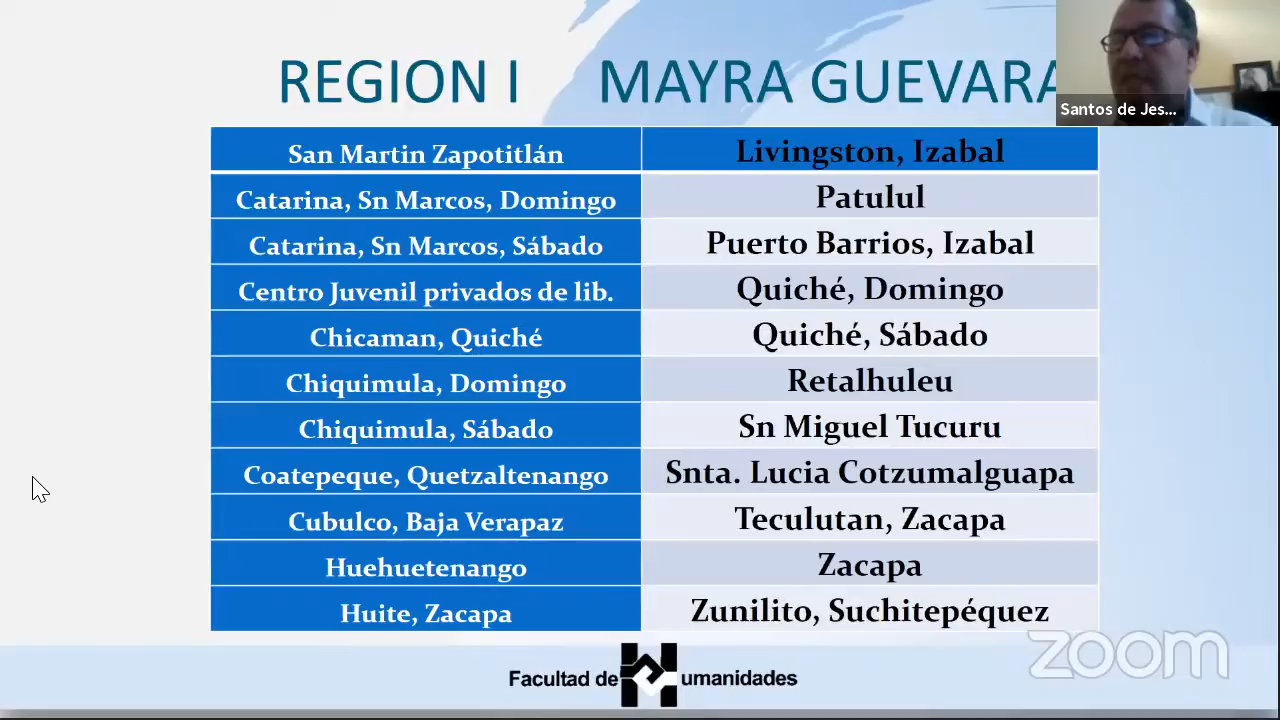 REGION I MAYRA GUEVARA
Santos de Jes...
San Martin Zapotitlán Livingston, Izabal
Catarina, Sn Marcos, Domingo Patulul
Catarina, Sn Marcos, Sábado Puerto Barrios, Izabal
Centro Juvenil privados de lib. Quiché, Domingo
Chicaman, Quiché Quiché, Sábado
Chiquimula, Domingo Retalhuleu
Chiquimula, Sábado Sn Miguel Tucuru
Coatepeque, Quetzaltenango Snta. Lucia Cotzumalguapa
Cubulco, Baja Verapaz Teculutan, Zacapa
Huehuetenango Zacapa
Huite, Zacapa Zunilito, Suchitepéquez
zoom
Facultad de Humanidades